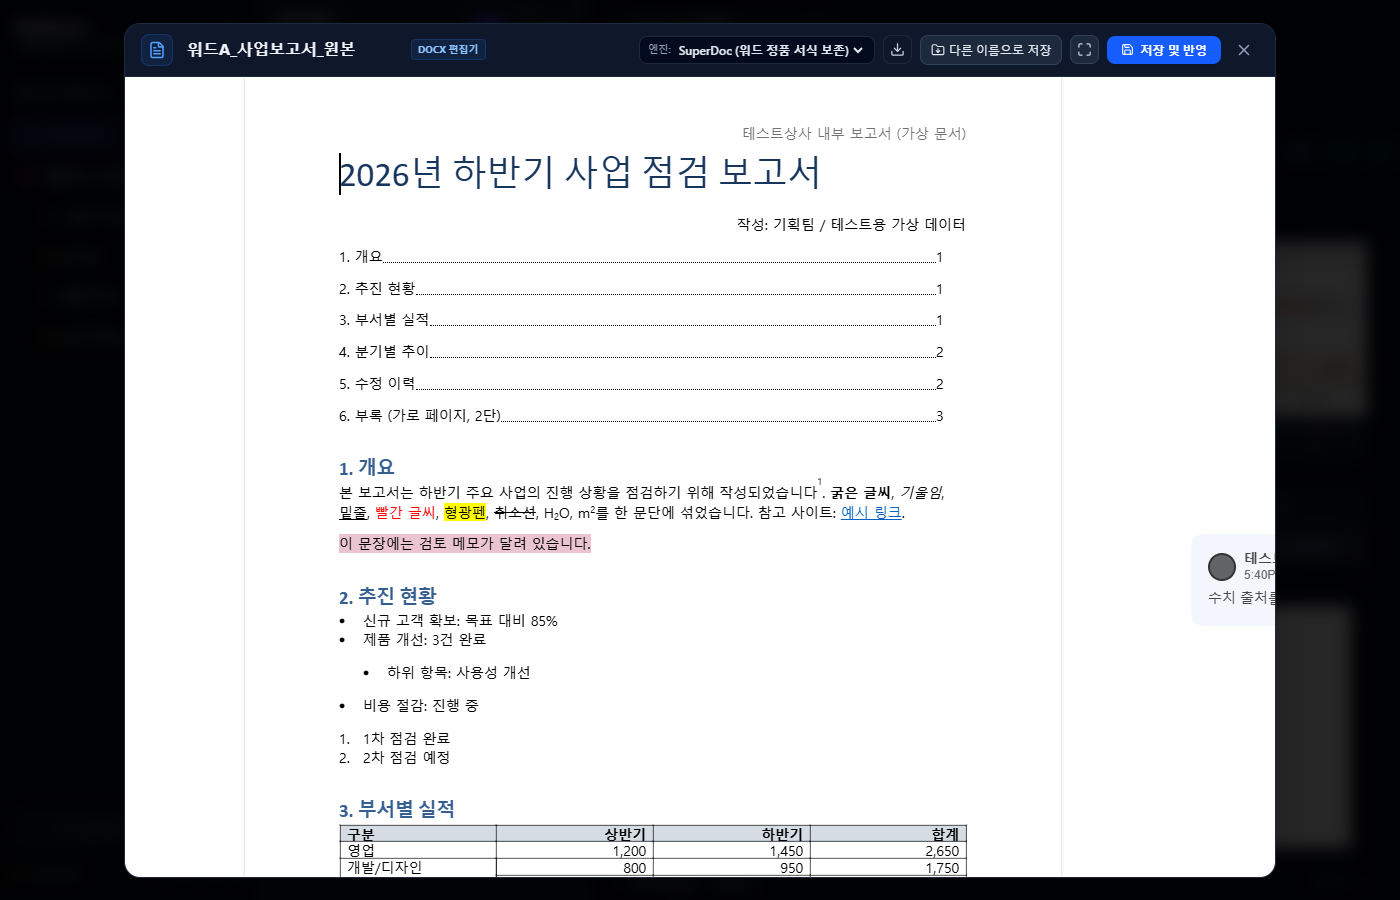 워드A_사업보고서_원본
DOCX 편집기
엔진: SuperDoc (워드 정품 서식 보존)
다른 이름으로 저장
저장 및 반영
테스트상사 내부 보고서 (가상 문서)
2026년 하반기 사업 점검 보고서
작성: 기획팀 / 테스트용 가상 데이터
1. 개요 1
2. 추진 현황 1
3. 부서별 실적 1
4. 분기별 추이 2
5. 수정 이력 2
6. 부록 (가로 페이지, 2단) 3
1. 개요
본 보고서는 하반기 주요 사업의 진행 상황을 점검하기 위해 작성되었습니다1. 굵은 글씨, 기울임,
밑줄, 빨간 글씨, 형광펜, 취소선, H₂O, m²를 한 문단에 섞었습니다. 참고 사이트: 예시 링크.
이 문장에는 검토 메모가 달려 있습니다.
테스
5:40P
수치 출처를
2. 추진 현황
• 신규 고객 확보: 목표 대비 85%
• 제품 개선: 3건 완료
• 하위 항목: 사용성 개선
• 비용 절감: 진행 중
1. 1차 점검 완료
2. 2차 점검 예정
3. 부서별 실적
구분 상반기 하반기 합계
영업 1,200 1,450 2,650
개발/디자인 800 950 1,750